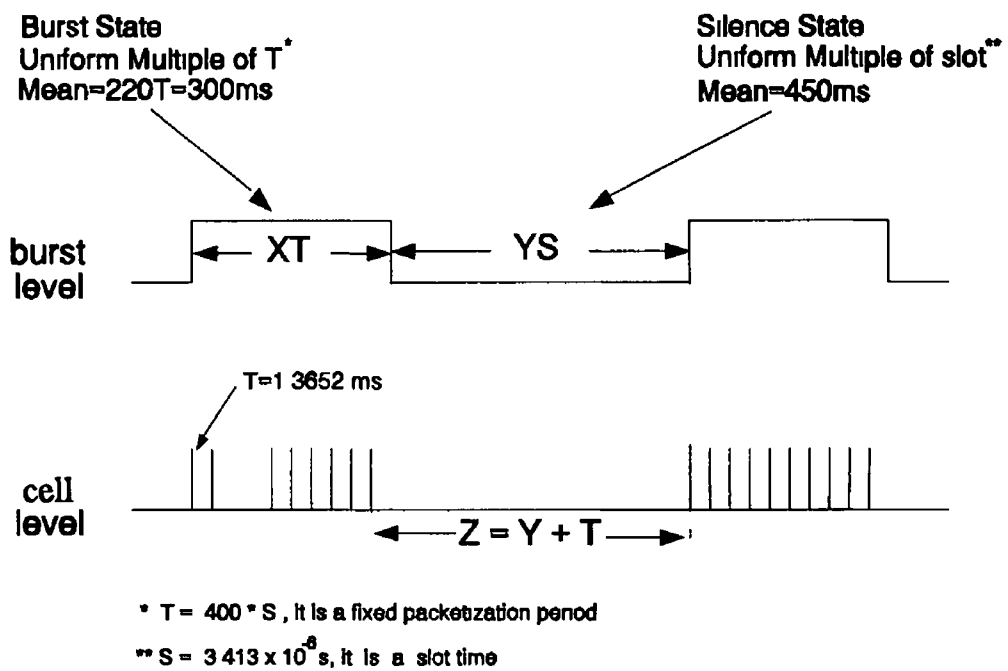 Burst State
Uniform Multiple of T*
Mean=220T=300ms
Silence State
Uniform Multiple of slot**
Mean=450ms
burst
level
XT
YS
T=1 3652 ms
cell
level
Z = Y + T
* T = 400 * S , it is a fixed packetization period
** S = 3 413 x 10^-6 s, it is a slot time